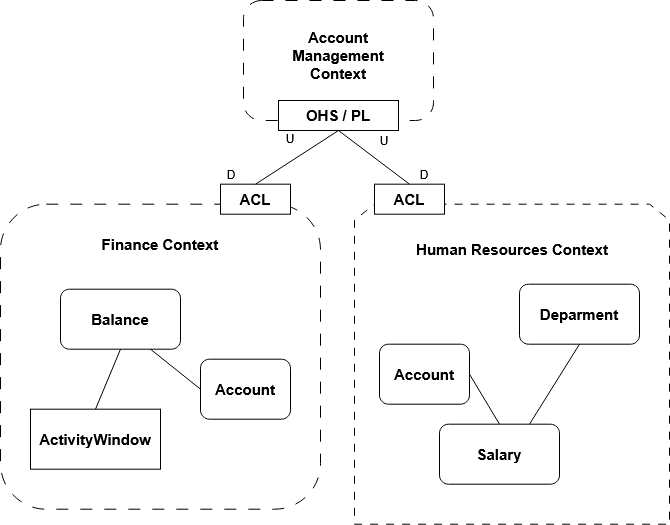 Account
Management
Context
OHS / PL
U
U
D
D
ACL
ACL
Finance Context
Human Resources Context
Balance
Deparment
Account
Account
ActivityWindow
Salary